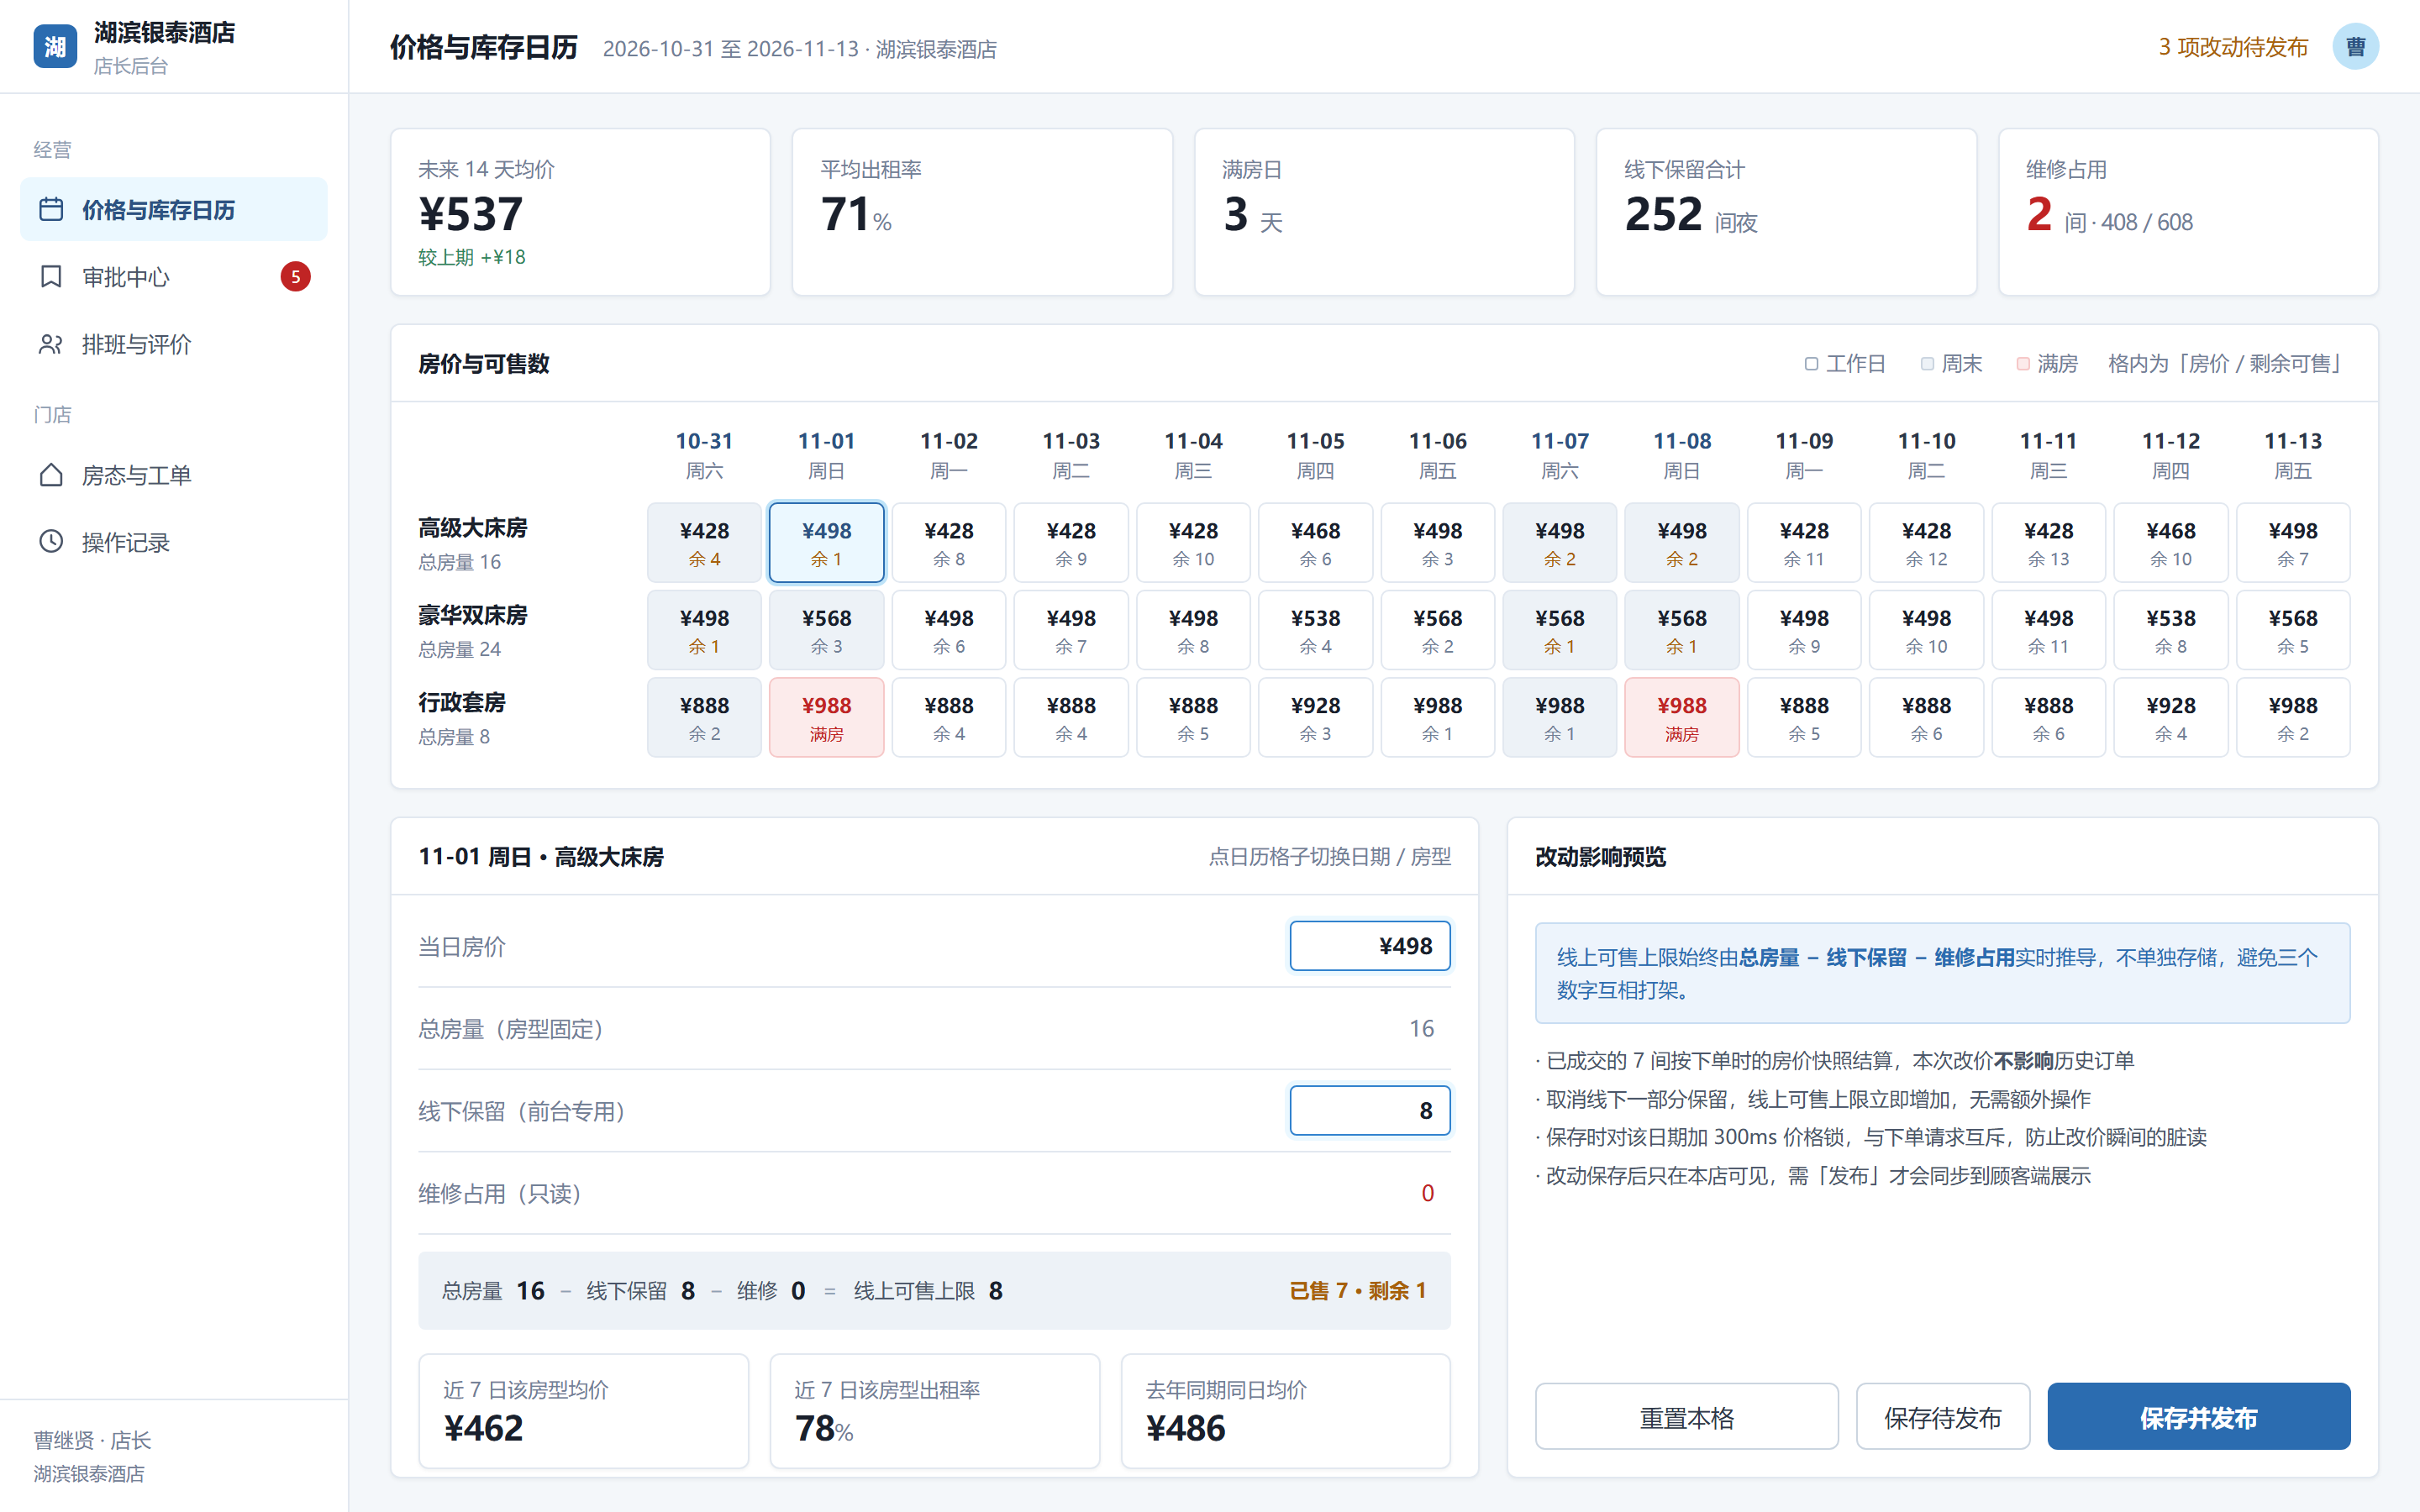 湖
湖滨银泰酒店
店长后台
经营
价格与库存日历
审批中心
5
排班与评价
门店
房态与工单
操作记录
曹继贤 · 店长
湖滨银泰酒店
价格与库存日历
2026-10-31 至 2026-11-13 · 湖滨银泰酒店
3 项改动待发布
曹
未来 14 天均价
¥537
较上期 +¥18
平均出租率
71%
满房日
3 天
线下保留合计
252 间夜
维修占用
2 间 · 408 / 608
房价与可售数
工作日 周末 满房 格内为「房价 / 剩余可售」
10-31 11-01 11-02 11-03 11-04 11-05 11-06 11-07 11-08 11-09 11-10 11-11 11-12 11-13
周六 周日 周一 周二 周三 周四 周五 周六 周日 周一 周二 周三 周四 周五
高级大床房 ¥428 ¥498 ¥428 ¥428 ¥428 ¥468 ¥498 ¥498 ¥498 ¥428 ¥428 ¥428 ¥468 ¥498
总房量 16 余 4 余 1 余 8 余 9 余 10 余 6 余 3 余 2 余 2 余 11 余 12 余 13 余 10 余 7
豪华双床房 ¥498 ¥568 ¥498 ¥498 ¥498 ¥538 ¥568 ¥568 ¥568 ¥498 ¥498 ¥498 ¥538 ¥568
总房量 24 余 1 余 3 余 6 余 7 余 8 余 4 余 2 余 1 余 1 余 9 余 10 余 11 余 8 余 5
行政套房 ¥888 ¥988 ¥888 ¥888 ¥888 ¥928 ¥988 ¥988 ¥988 ¥888 ¥888 ¥888 ¥928 ¥988
总房量 8 余 2 满房 余 4 余 4 余 5 余 3 余 1 余 1 满房 余 5 余 6 余 6 余 4 余 2
11-01 周日 • 高级大床房
点日历格子切换日期 / 房型
当日房价 ¥498
总房量（房型固定） 16
线下保留（前台专用） 8
维修占用（只读） 0
总房量 16 − 线下保留 8 − 维修 0 = 线上可售上限 8 已售 7 • 剩余 1
近 7 日该房型均价
¥462
近 7 日该房型出租率
78%
去年同期同日均价
¥486
改动影响预览
线上可售上限始终由总房量 − 线下保留 − 维修占用实时推导，不单独存储，避免三个
数字互相打架。
· 已成交的 7 间按下单时的房价快照结算，本次改价不影响历史订单
· 取消线下一部分保留，线上可售上限立即增加，无需额外操作
· 保存时对该日期加 300ms 价格锁，与下单请求互斥，防止改价瞬间的脏读
· 改动保存后只在本店可见，需「发布」才会同步到顾客端展示
重置本格
保存待发布
保存并发布